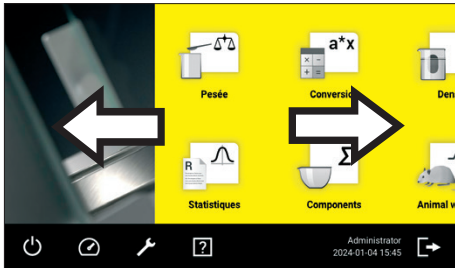 a*x
Pesée
Conversio
Den
R
Σ
Statistiques
Components
Animal w
?
Administrator
2024-01-04 15:45